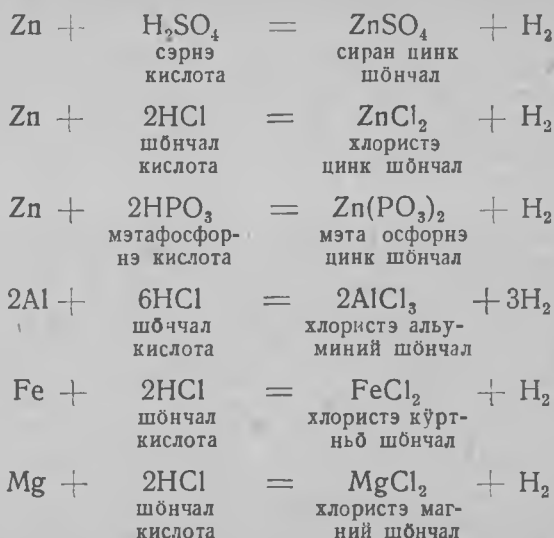 Zn + H₂SO₄ = ZnSO₄ + H₂
сэрнэ сиран цинк
кислота шӧнчал
Zn + 2HCl = ZnCl₂ + H₂
шӧнчал хлористэ
кислота цинк шӧнчал
Zn + 2HPO₃ = Zn(PO₃)₂ + H₂
мэтафосфор- мэта осфорнэ
нэ кислота цинк шӧнчал
2Al + 6HCl = 2AlCl₃ + 3H₂
шӧнчал хлористэ алью-
кислота миний шӧнчал
Fe + 2HCl = FeCl₂ + H₂
шӧнчал хлористэ кӱрт-
кислота ньӧ шӧнчал
Mg + 2HCl = MgCl₂ + H₂
шӧнчал хлористэ маг-
кислота ний шӧнчал